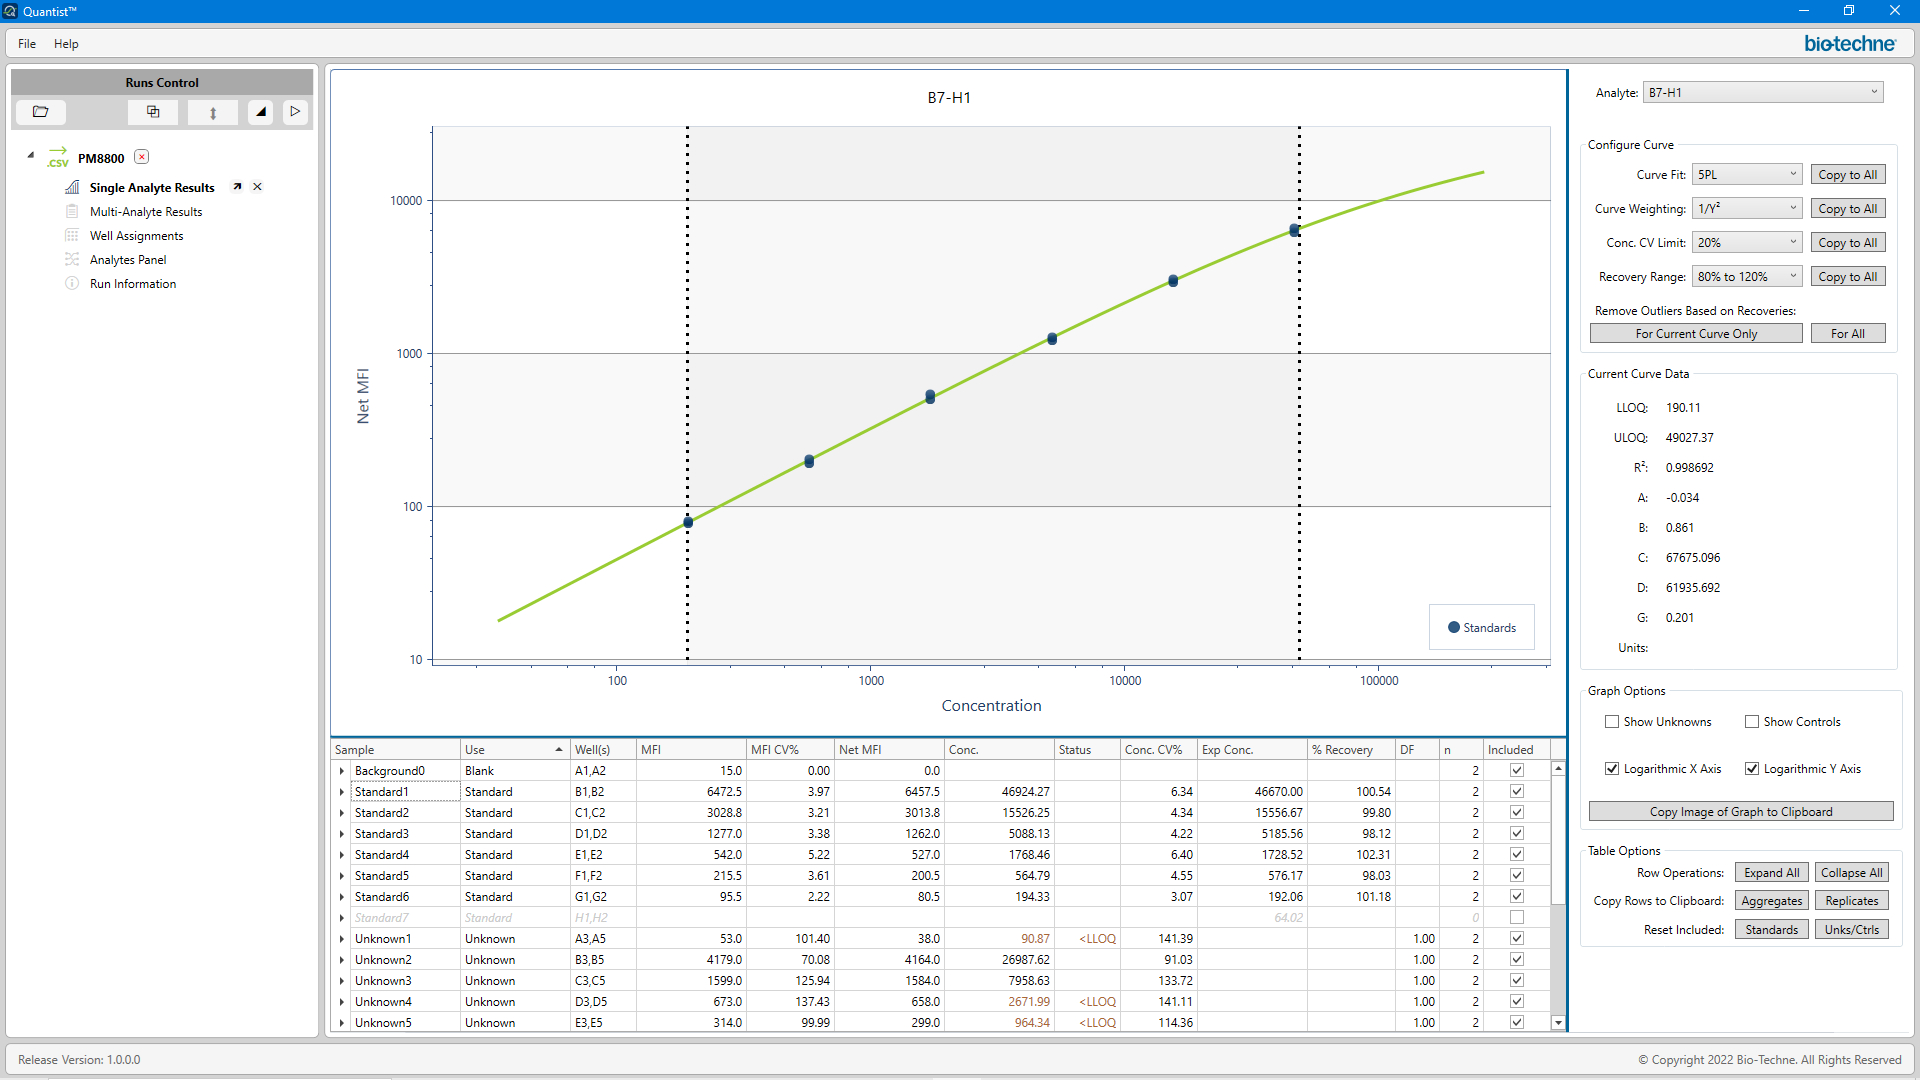 Quantist™
File Help
bio-techne
Runs Control
.csv PM8800
Single Analyte Results
Multi-Analyte Results
Well Assignments
Analytes Panel
Run Information
B7-H1
10000
1000
100
10
Net MFI
100 1000 10000 100000
Concentration
Standards
Sample Use Well(s) MFI MFI CV% Net MFI Conc. Status Conc. CV% Exp Conc. % Recovery DF n Included
Background0 Blank A1,A2 15.0 0.00 0.0 2
Standard1 Standard B1,B2 6472.5 3.97 6457.5 46924.27 6.34 46670.00 100.54 2
Standard2 Standard C1,C2 3028.8 3.21 3013.8 15526.25 4.34 15556.67 99.80 2
Standard3 Standard D1,D2 1277.0 3.38 1262.0 5088.13 4.22 5185.56 98.12 2
Standard4 Standard E1,E2 542.0 5.22 527.0 1768.46 6.40 1728.52 102.31 2
Standard5 Standard F1,F2 215.5 3.61 200.5 564.79 4.55 576.17 98.03 2
Standard6 Standard G1,G2 95.5 2.22 80.5 194.33 3.07 192.06 101.18 2
Standard7 Standard H1,H2 64.02 0
Unknown1 Unknown A3,A5 53.0 101.40 38.0 90.87 <LLOQ 141.39 1.00 2
Unknown2 Unknown B3,B5 4179.0 70.08 4164.0 26987.62 91.03 1.00 2
Unknown3 Unknown C3,C5 1599.0 125.94 1584.0 7958.63 133.72 1.00 2
Unknown4 Unknown D3,D5 673.0 137.43 658.0 2671.99 <LLOQ 141.11 1.00 2
Unknown5 Unknown E3,E5 314.0 99.99 299.0 964.34 <LLOQ 114.36 1.00 2
Analyte: B7-H1
Configure Curve
Curve Fit: 5PL Copy to All
Curve Weighting: 1/Y² Copy to All
Conc. CV Limit: 20% Copy to All
Recovery Range: 80% to 120% Copy to All
Remove Outliers Based on Recoveries:
For Current Curve Only For All
Current Curve Data
LLOQ: 190.11
ULOQ: 49027.37
R²: 0.998692
A: -0.034
B: 0.861
C: 67675.096
D: 61935.692
G: 0.201
Units:
Graph Options
Show Unknowns Show Controls
Logarithmic X Axis Logarithmic Y Axis
Copy Image of Graph to Clipboard
Table Options
Row Operations: Expand All Collapse All
Copy Rows to Clipboard: Aggregates Replicates
Reset Included: Standards Unks/Ctrls
Release Version: 1.0.0.0
© Copyright 2022 Bio-Techne. All Rights Reserved